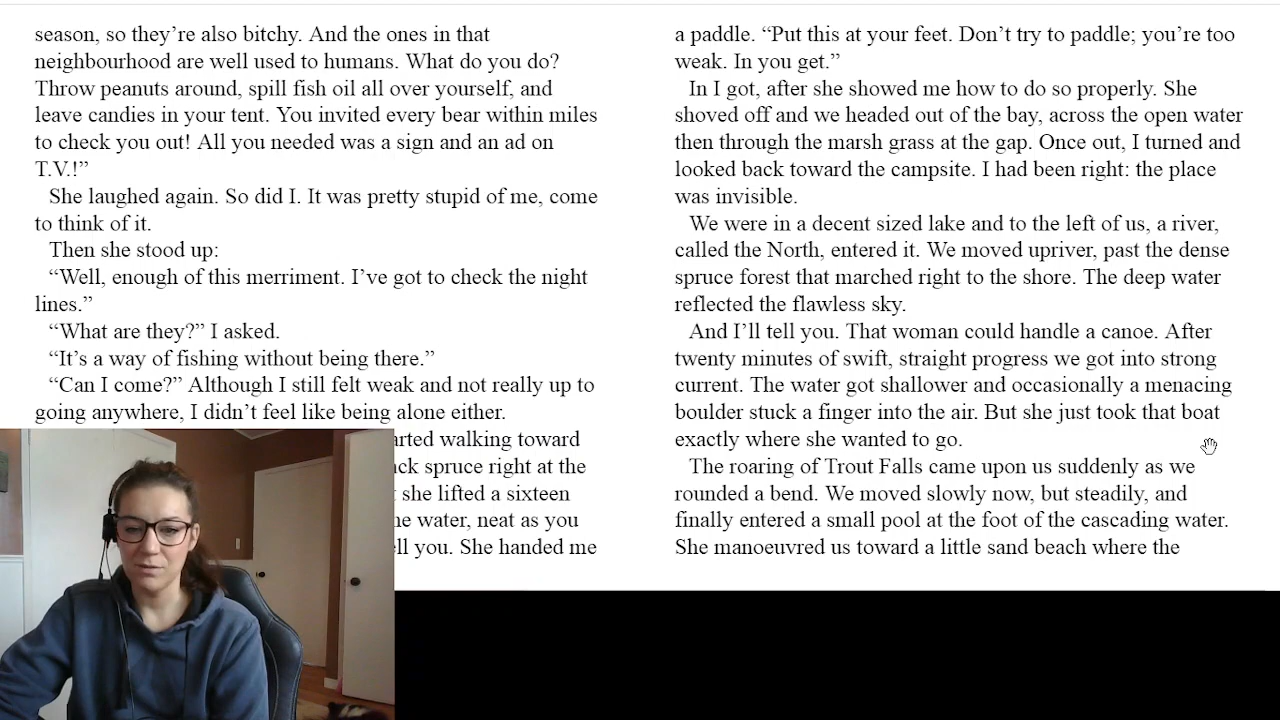 season, so they’re also bitchy. And the ones in that
neighbourhood are well used to humans. What do you do?
Throw peanuts around, spill fish oil all over yourself, and
leave candies in your tent. You invited every bear within miles
to check you out! All you needed was a sign and an ad on
T.V.!”
She laughed again. So did I. It was pretty stupid of me, come
to think of it.
Then she stood up:
“Well, enough of this merriment. I’ve got to check the night
lines.”
“What are they?” I asked.
“It’s a way of fishing without being there.”
“Can I come?” Although I still felt weak and not really up to
going anywhere, I didn’t feel like being alone either.
walking toward
spruce right at the
she lifted a sixteen
water, neat as you
you. She handed me
a paddle. “Put this at your feet. Don’t try to paddle; you’re too
weak. In you get.”
In I got, after she showed me how to do so properly. She
shoved off and we headed out of the bay, across the open water
then through the marsh grass at the gap. Once out, I turned and
looked back toward the campsite. I had been right: the place
was invisible.
We were in a decent sized lake and to the left of us, a river,
called the North, entered it. We moved upriver, past the dense
spruce forest that marched right to the shore. The deep water
reflected the flawless sky.
And I’ll tell you. That woman could handle a canoe. After
twenty minutes of swift, straight progress we got into strong
current. The water got shallower and occasionally a menacing
boulder stuck a finger into the air. But she just took that boat
exactly where she wanted to go.
The roaring of Trout Falls came upon us suddenly as we
rounded a bend. We moved slowly now, but steadily, and
finally entered a small pool at the foot of the cascading water.
She manoeuvred us toward a little sand beach where the